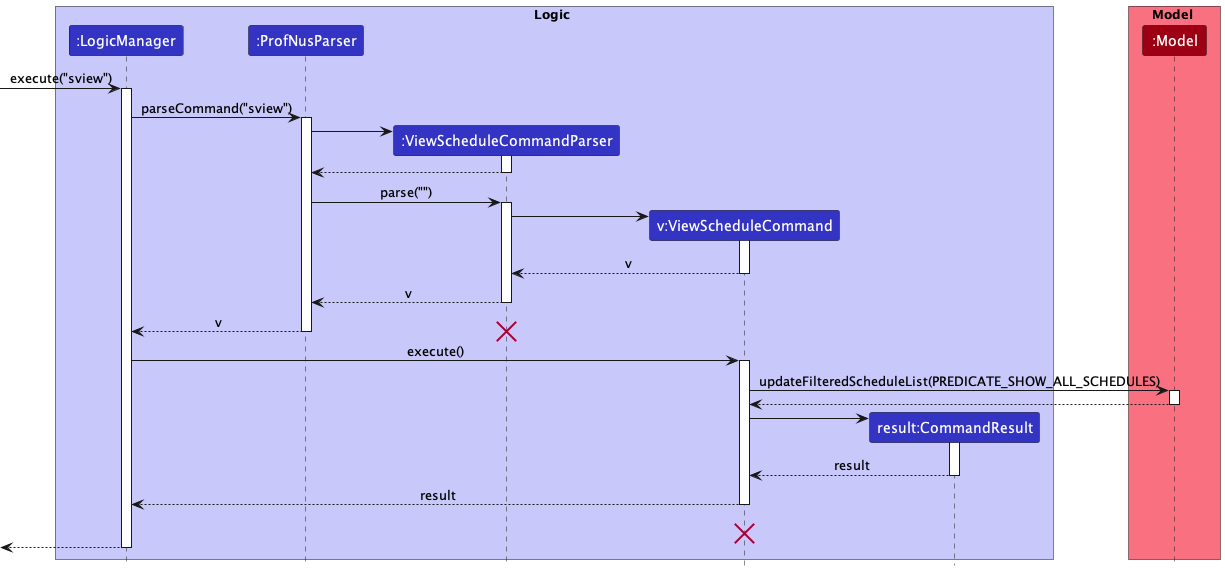 Logic
Model
:LogicManager
:ProfNusParser
:Model
execute("sview")
parseCommand("sview")
:ViewScheduleCommandParser
parse("")
v:ViewScheduleCommand
v
v
v
execute()
updateFilteredScheduleList(PREDICATE_SHOW_ALL_SCHEDULES)
result:CommandResult
result
result